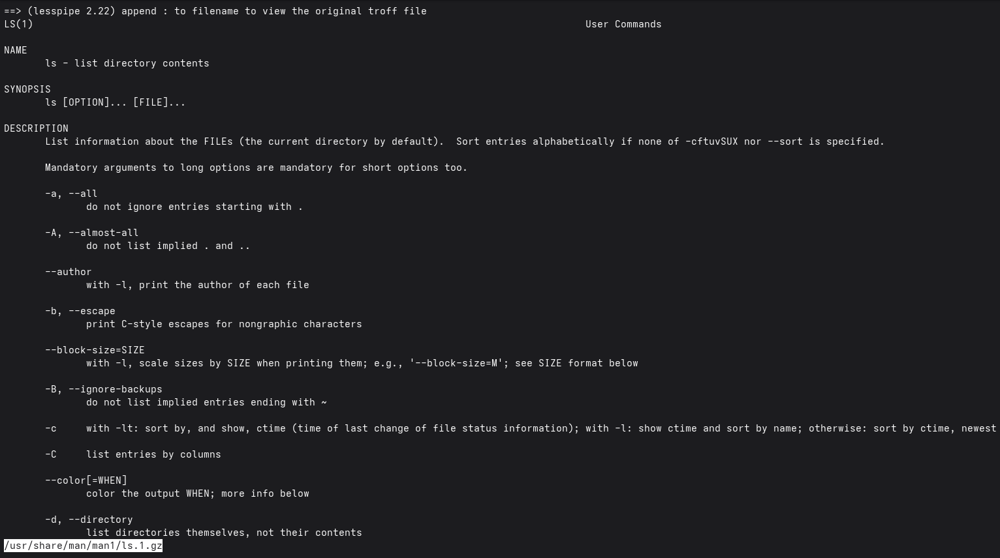 ==> (lesspipe 2.22) append : to filename to view the original troff file
LS(1) User Commands
NAME
ls - list directory contents
SYNOPSIS
ls [OPTION]... [FILE]...
DESCRIPTION
List information about the FILEs (the current directory by default).  Sort entries alphabetically if none of -cftuvSUX nor --sort is specified.
Mandatory arguments to long options are mandatory for short options too.
-a, --all
do not ignore entries starting with .
-A, --almost-all
do not list implied . and ..
--author
with -l, print the author of each file
-b, --escape
print C-style escapes for nongraphic characters
--block-size=SIZE
with -l, scale sizes by SIZE when printing them; e.g., '--block-size=M'; see SIZE format below
-B, --ignore-backups
do not list implied entries ending with ~
-c with -lt: sort by, and show, ctime (time of last change of file status information); with -l: show ctime and sort by name; otherwise: sort by ctime, newest
-C list entries by columns
--color[=WHEN]
color the output WHEN; more info below
-d, --directory
list directories themselves, not their contents
/usr/share/man/man1/ls.1.gz